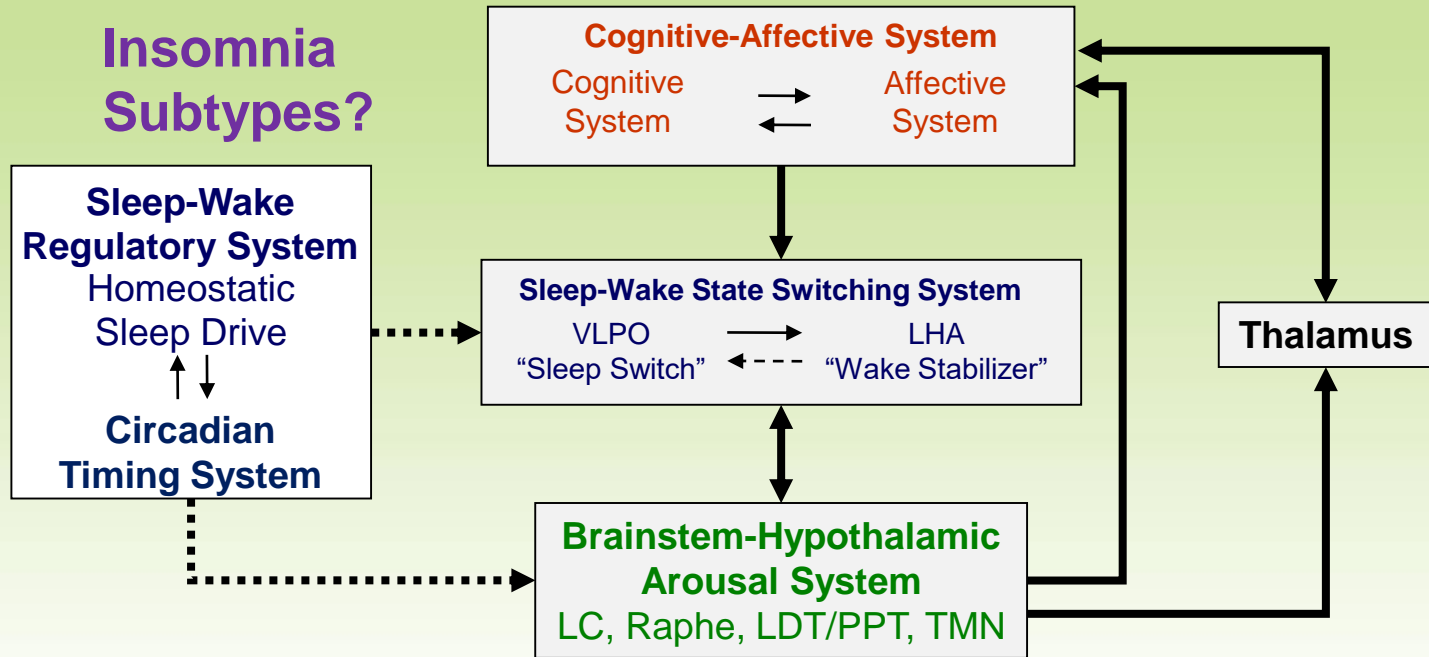 Insomnia
Subtypes?
Cognitive-Affective System
Cognitive
System
Affective
System
Sleep-Wake
Regulatory System
Homeostatic
Sleep Drive
Circadian
Timing System
Sleep-Wake State Switching System
VLPO
“Sleep Switch”
LHA
“Wake Stabilizer”
Thalamus
Brainstem-Hypothalamic
Arousal System
LC, Raphe, LDT/PPT, TMN